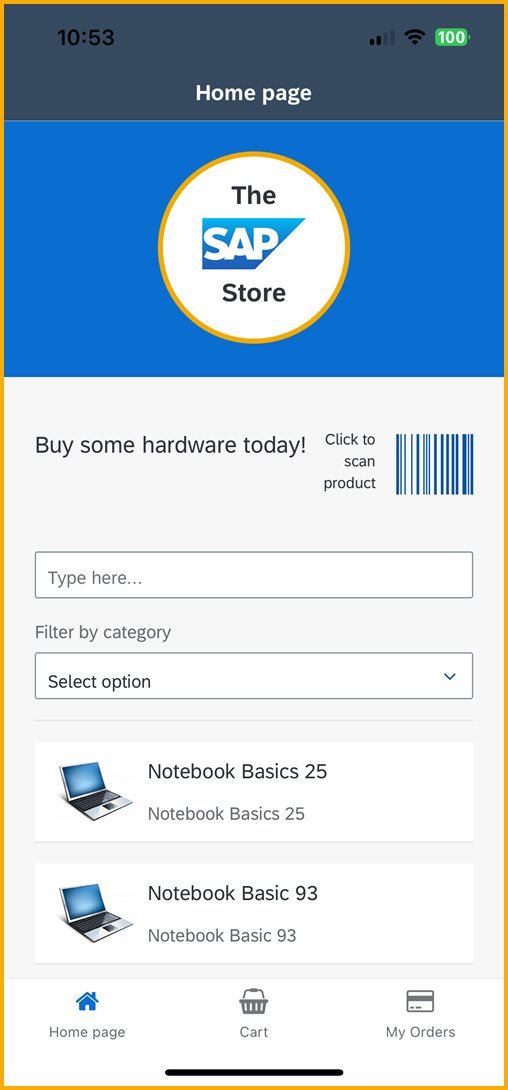 10:53
100
Home page
The
SAP
Store
Buy some hardware today!
Click to
scan
product
Type here...
Filter by category
Select option
Notebook Basics 25
Notebook Basics 25
Notebook Basic 93
Notebook Basic 93
Home page
Cart
My Orders